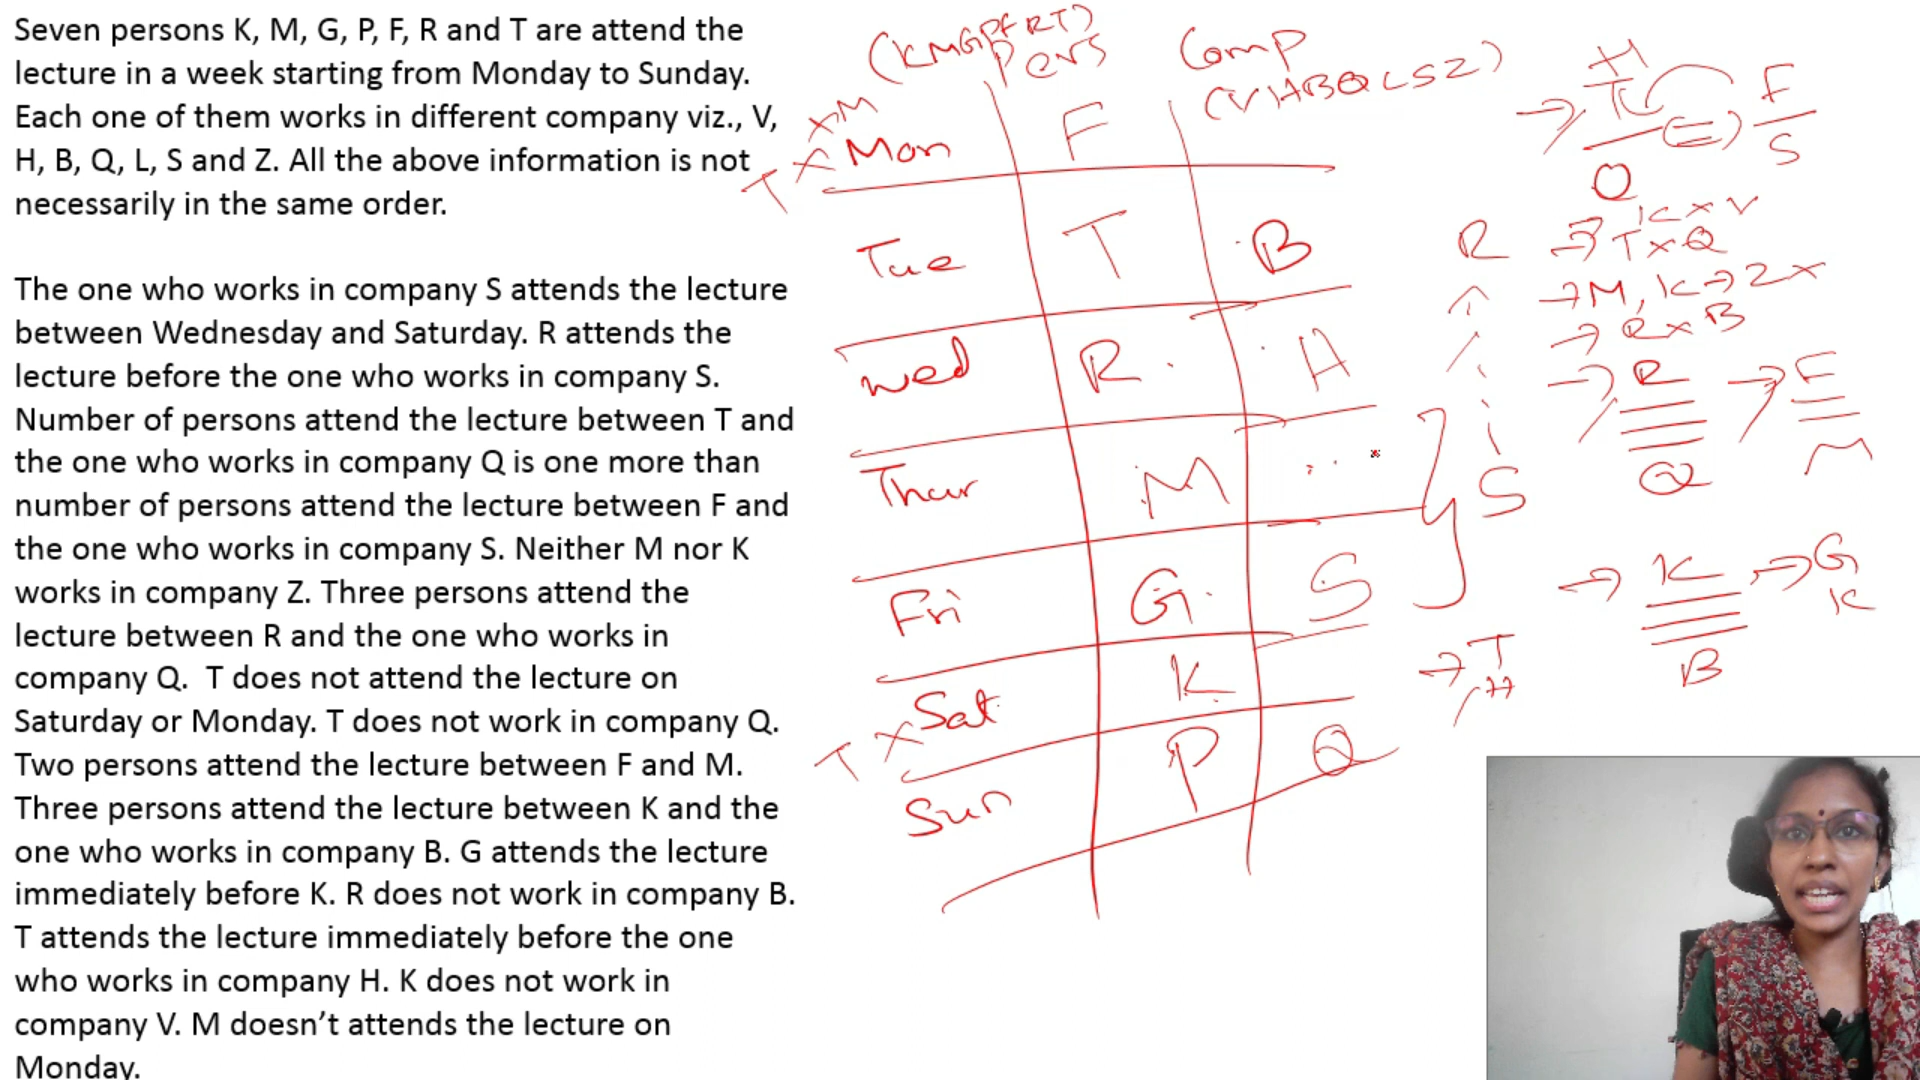 Seven persons K, M, G, P, F, R and T are attend the
lecture in a week starting from Monday to Sunday.
Each one of them works in different company viz., V,
H, B, Q, L, S and Z. All the above information is not
necessarily in the same order.
The one who works in company S attends the lecture
between Wednesday and Saturday. R attends the
lecture before the one who works in company S.
Number of persons attend the lecture between T and
the one who works in company Q is one more than
number of persons attend the lecture between F and
the one who works in company S. Neither M nor K
works in company Z. Three persons attend the
lecture between R and the one who works in
company Q.  T does not attend the lecture on
Saturday or Monday. T does not work in company Q.
Two persons attend the lecture between F and M.
Three persons attend the lecture between K and the
one who works in company B. G attends the lecture
immediately before K. R does not work in company B.
T attends the lecture immediately before the one
who works in company H. K does not work in
company V. M doesn't attends the lecture on
Monday.
(KMGPFRT)
Pers
Comp
(VHBQLSZ)
xM
T x Mon F
Tue T B
Wed R H
Thur M
Fri G S
T x Sat K
Sun P Q
R
S
Q
F
S
K x V
T x Q
M, K → Z x
R x B
R
Q
F
M
K
B
G
K
T
H